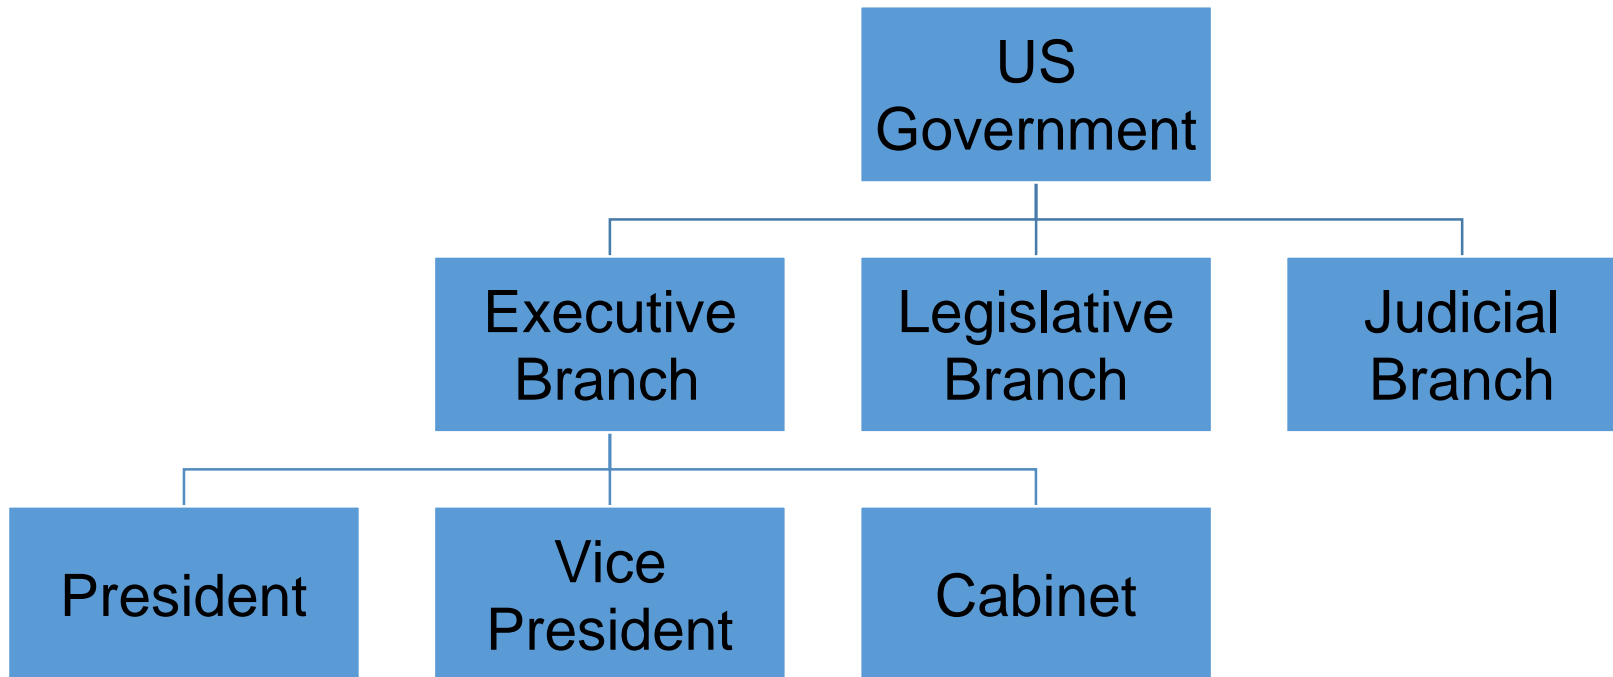 US
Government
Executive
Branch
Legislative
Branch
Judicial
Branch
President
Vice
President
Cabinet